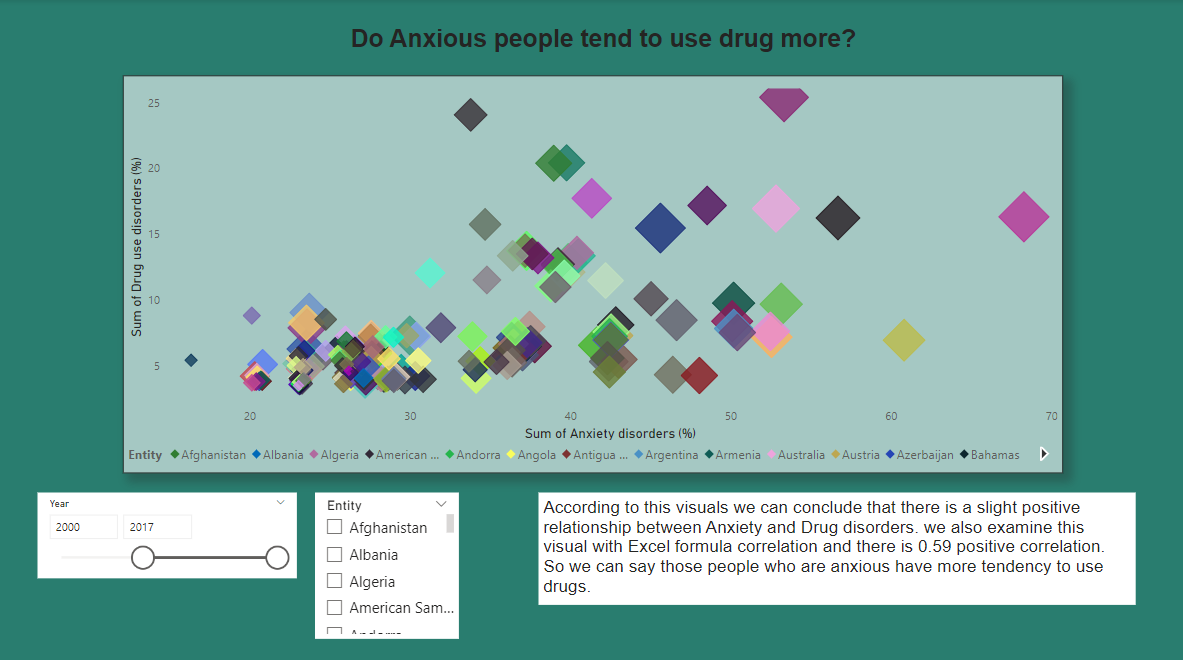 Do Anxious people tend to use drug more?
Sum of Drug use disorders (%)
25
20
15
10
5
20 30 40 50 60 70
Sum of Anxiety disorders (%)
Entity Afghanistan Albania Algeria American ... Andorra Angola Antigua ... Argentina Armenia Australia Austria Azerbaijan Bahamas
Year
2000 2017
Entity
Afghanistan
Albania
Algeria
American Sam...
Andorra
According to this visuals we can conclude that there is a slight positive
relationship between Anxiety and Drug disorders. we also examine this
visual with Excel formula correlation and there is 0.59 positive correlation.
So we can say those people who are anxious have more tendency to use
drugs.